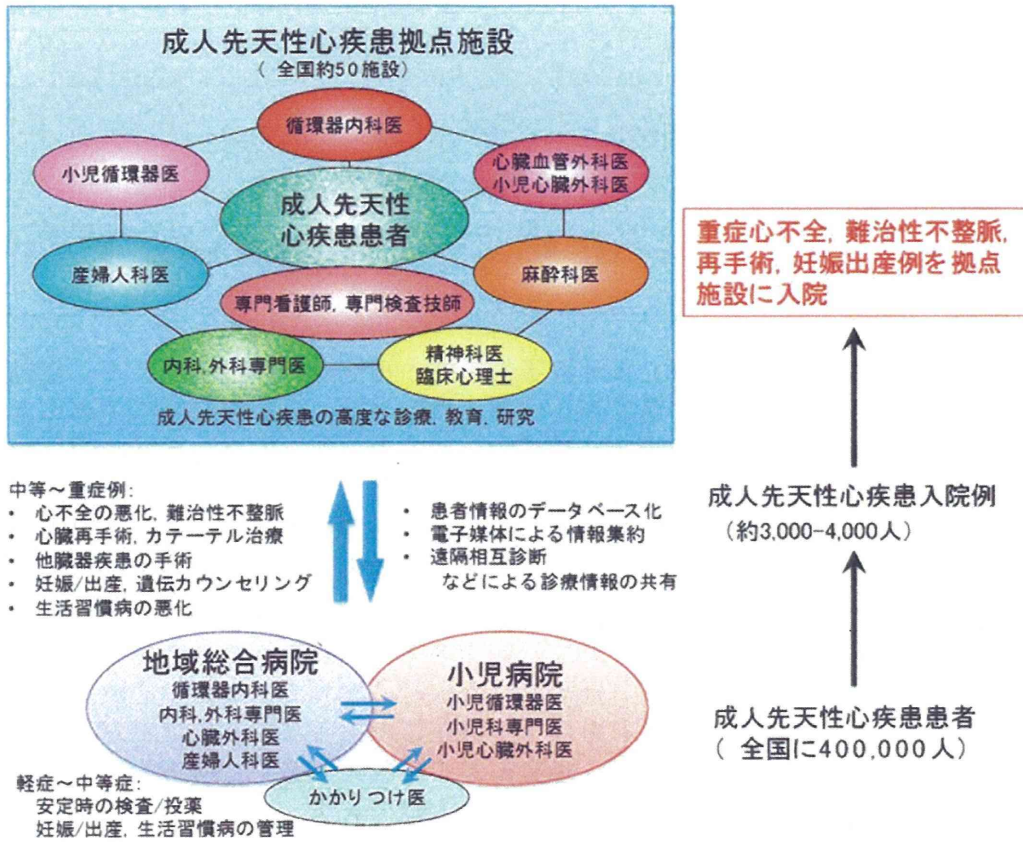 成人先天性心疾患拠点施設
( 全国約50施設)
循環器内科医
小児循環器医
心臓血管外科医
小児心臓外科医
成人先天性
心疾患患者
産婦人科医
麻酔科医
専門看護師, 専門検査技師
内科, 外科専門医
精神科医
臨床心理士
成人先天性心疾患の高度な診療, 教育, 研究
重症心不全, 難治性不整脈,
再手術, 妊娠出産例を拠点
施設に入院
中等～重症例:
・ 心不全の悪化, 難治性不整脈
・ 心臓再手術, カテーテル治療
・ 他臓器疾患の手術
・ 妊娠/出産, 遺伝カウンセリング
・ 生活習慣病の悪化
・ 患者情報のデータベース化
・ 電子媒体による情報集約
・ 遠隔相互診断
などによる診療情報の共有
成人先天性心疾患入院例
(約3,000-4,000人)
地域総合病院
循環器内科医
内科, 外科専門医
心臓外科医
産婦人科医
小児病院
小児循環器医
小児科専門医
小児心臓外科医
かかりつけ医
成人先天性心疾患患者
( 全国に400,000人)
軽症～中等症:
安定時の検査/投薬
妊娠/出産, 生活習慣病の管理